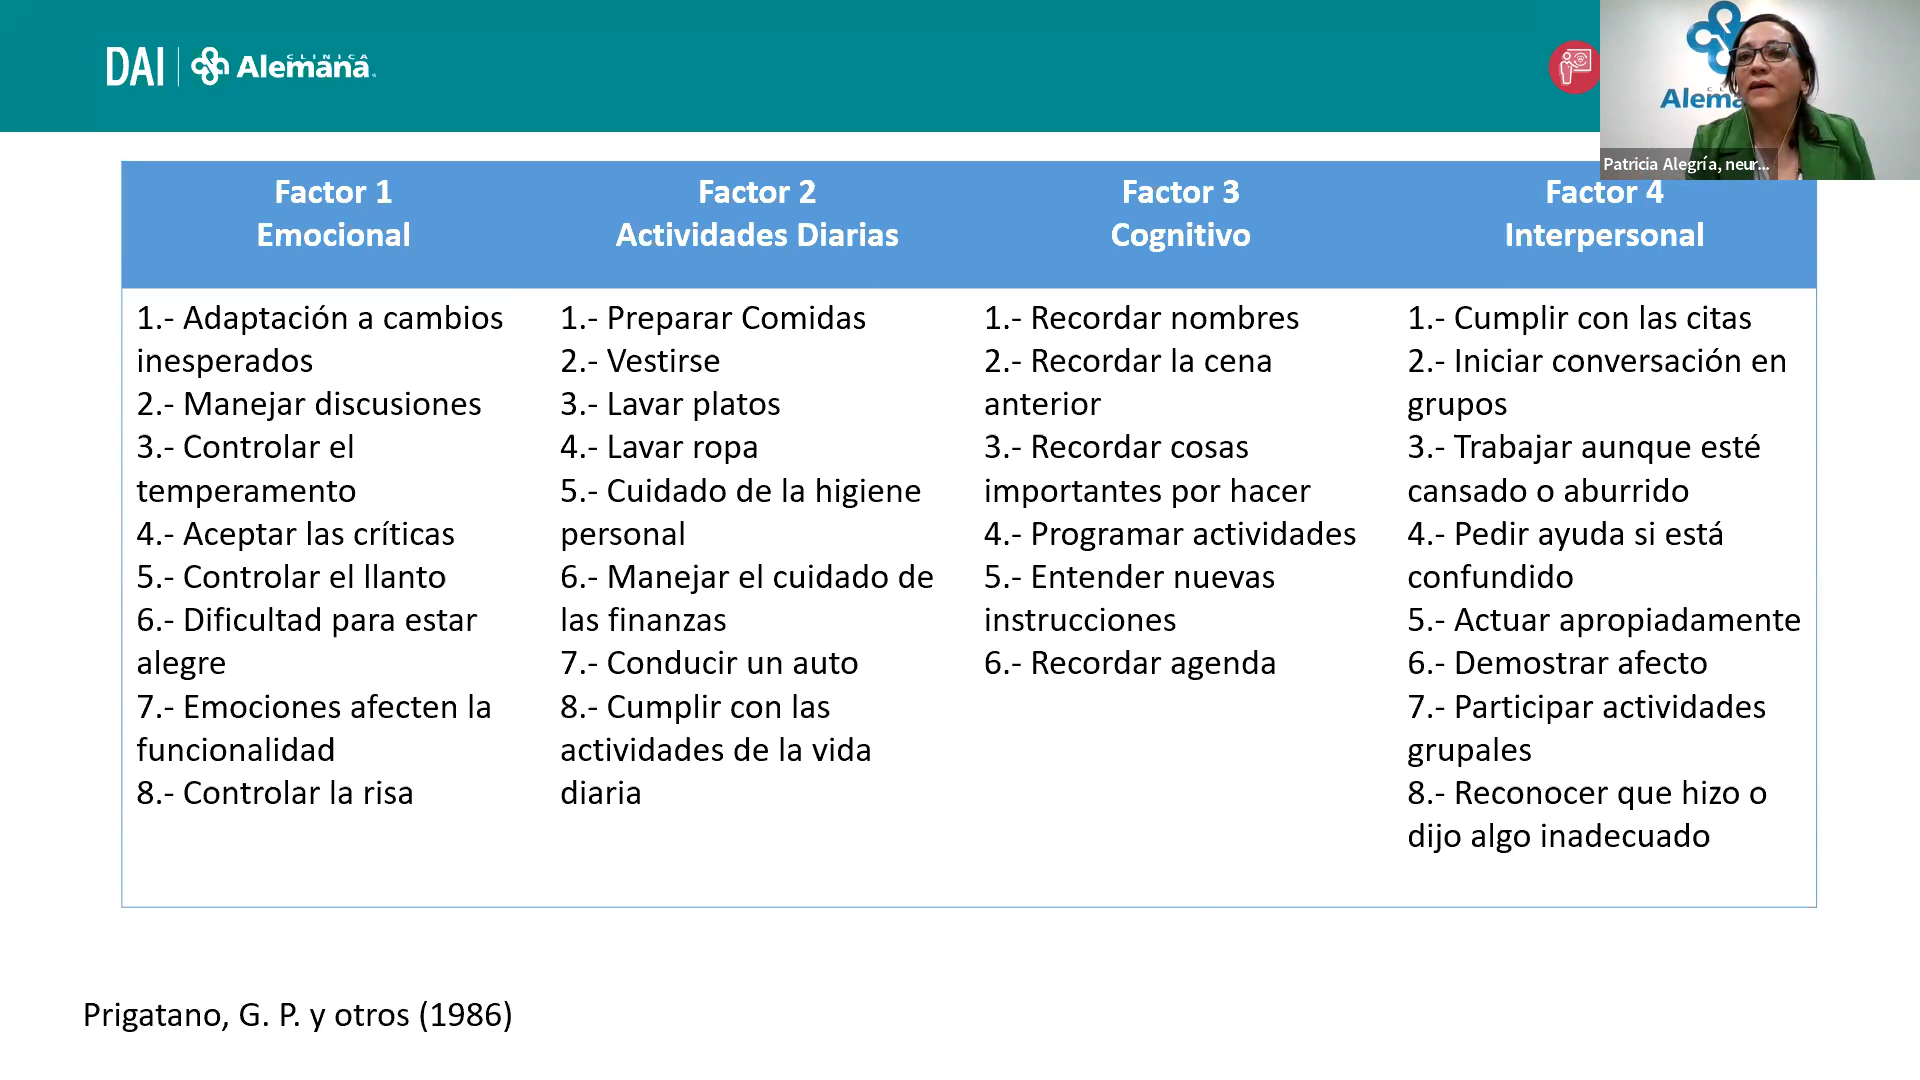 DAI
CLINICA
Alemana
Alema
Patricia Alegría, neur...
Factor 1
Emocional
Factor 2
Actividades Diarias
Factor 3
Cognitivo
Factor 4
Interpersonal
1.- Adaptación a cambios
inesperados
2.- Manejar discusiones
3.- Controlar el
temperamento
4.- Aceptar las críticas
5.- Controlar el llanto
6.- Dificultad para estar
alegre
7.- Emociones afecten la
funcionalidad
8.- Controlar la risa
1.- Preparar Comidas
2.- Vestirse
3.- Lavar platos
4.- Lavar ropa
5.- Cuidado de la higiene
personal
6.- Manejar el cuidado de
las finanzas
7.- Conducir un auto
8.- Cumplir con las
actividades de la vida
diaria
1.- Recordar nombres
2.- Recordar la cena
anterior
3.- Recordar cosas
importantes por hacer
4.- Programar actividades
5.- Entender nuevas
instrucciones
6.- Recordar agenda
1.- Cumplir con las citas
2.- Iniciar conversación en
grupos
3.- Trabajar aunque esté
cansado o aburrido
4.- Pedir ayuda si está
confundido
5.- Actuar apropiadamente
6.- Demostrar afecto
7.- Participar actividades
grupales
8.- Reconocer que hizo o
dijo algo inadecuado
Prigatano, G. P. y otros (1986)